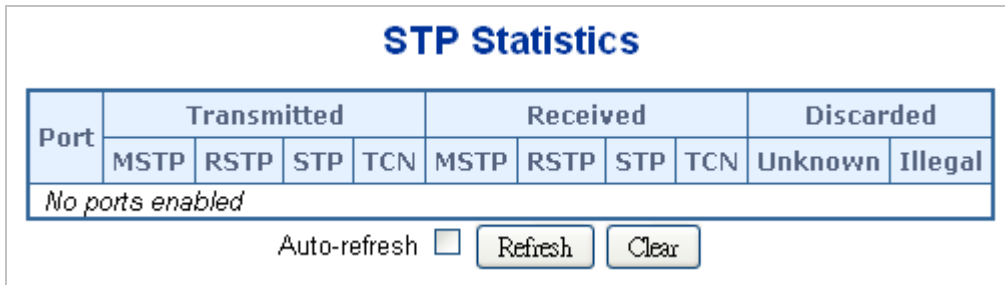 STP Statistics
Port Transmitted Received Discarded
MSTP RSTP STP TCN MSTP RSTP STP TCN Unknown Illegal
No ports enabled
Auto-refresh Refresh Clear